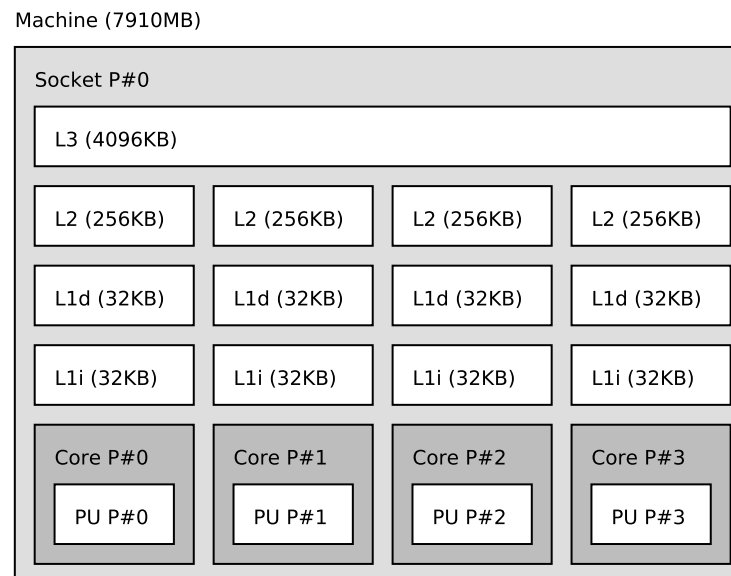 Machine (7910MB)
Socket P#0
L3 (4096KB)
L2 (256KB) L2 (256KB) L2 (256KB) L2 (256KB)
L1d (32KB) L1d (32KB) L1d (32KB) L1d (32KB)
L1i (32KB) L1i (32KB) L1i (32KB) L1i (32KB)
Core P#0 Core P#1 Core P#2 Core P#3
PU P#0 PU P#1 PU P#2 PU P#3